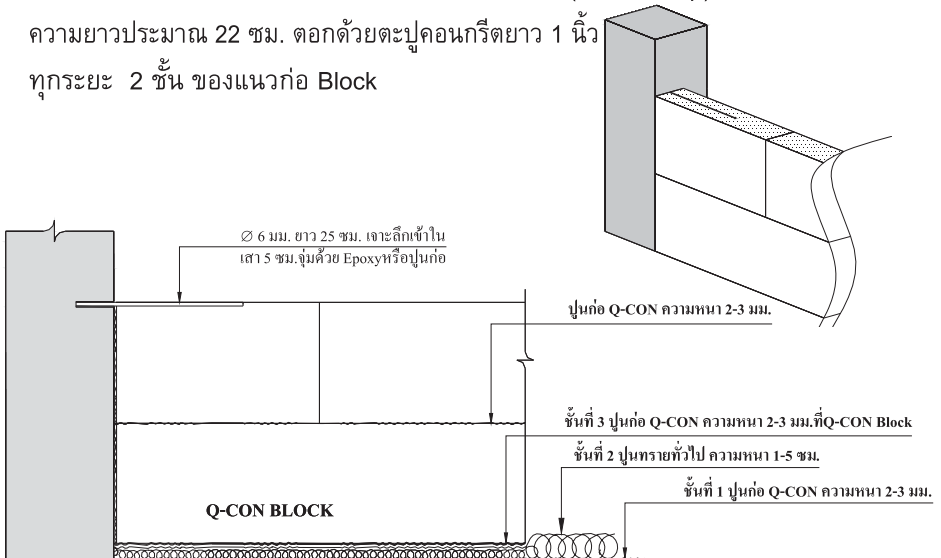 ความยาวประมาณ 22 ซม. ตอกด้วยตะปูคอนกรีตยาว 1 นิ้ว
ทุกระยะ 2 ชั้น ของแนวก่อ Block
Ø 6 มม. ยาว 25 ซม. เจาะลึกเข้าใน
เสา 5 ซม.จุ่มด้วย Epoxyหรือปูนก่อ
ปูนก่อ Q-CON ความหนา 2-3 มม.
ชั้นที่ 3 ปูนก่อ Q-CON ความหนา 2-3 มม.ที่Q-CON Block
ชั้นที่ 2 ปูนทรายทั่วไป ความหนา 1-5 ซม.
ชั้นที่ 1 ปูนก่อ Q-CON ความหนา 2-3 มม.
Q-CON BLOCK